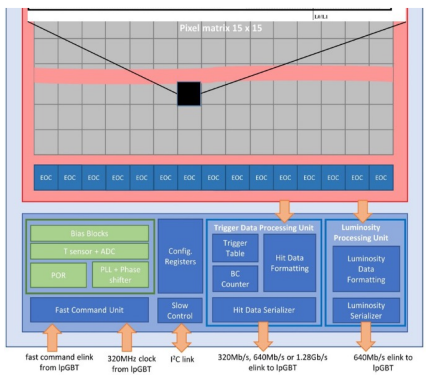 Pixel matrix 15 x 15
EOC EOC EOC EOC EOC EOC EOC EOC EOC EOC EOC EOC EOC EOC
Bias Blocks
T sensor + ADC
POR
PLL + Phase
shifter
Fast Command Unit
Config.
Registers
Slow
Control
Trigger Data Processing Unit
Trigger
Table
BC
Counter
Hit Data
Formatting
Hit Data Serializer
Luminosity
Processing Unit
Luminosity
Data
Formatting
Luminosity
Serializer
fast command elink
from lpGBT
320MHz clock
from lpGBT
I²C link
320Mb/s, 640Mb/s or 1.28Gb/s
elink to lpGBT
640Mb/s elink to
lpGBT